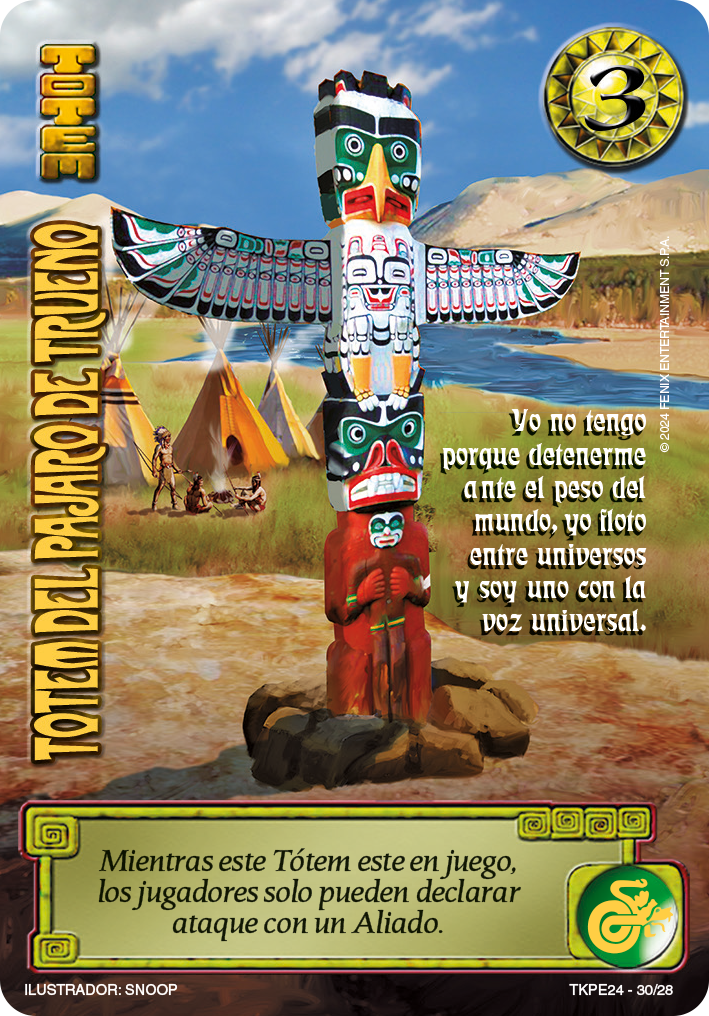 TOTEM
3
TOTEM DEL PAJARO DE TRUENO
© 2024 FENIX ENTERTAINMENT S.P.A.
Yo no tengo
porque detenerme
ante el peso del
mundo, yo floto
entre universos
y soy uno con la
voz universal.
Mientras este Tótem este en juego,
los jugadores solo pueden declarar
ataque con un Aliado.
ILUSTRADOR: SNOOP
TKPE24 - 30/28